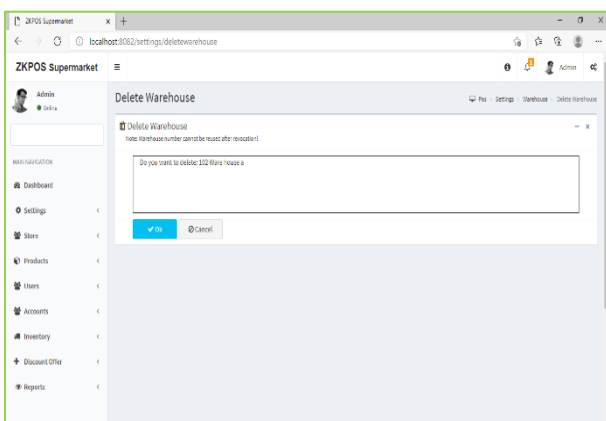 ZKPOS Supermarket
localhost:8082/settings/deletewarehouse
ZKPOS Supermarket
Admin
Admin
Online
Delete Warehouse
Pos - Settings - Warehouse - Delete Warehouse
Delete Warehouse
Note: Warehouse number cannot be reused after revocation!
Do you want to delete: 102 Ware house a
Ok
Cancel
MAIN NAVIGATION
Dashboard
Settings
Store
Products
Users
Accounts
Inventory
Discount Offer
Reports